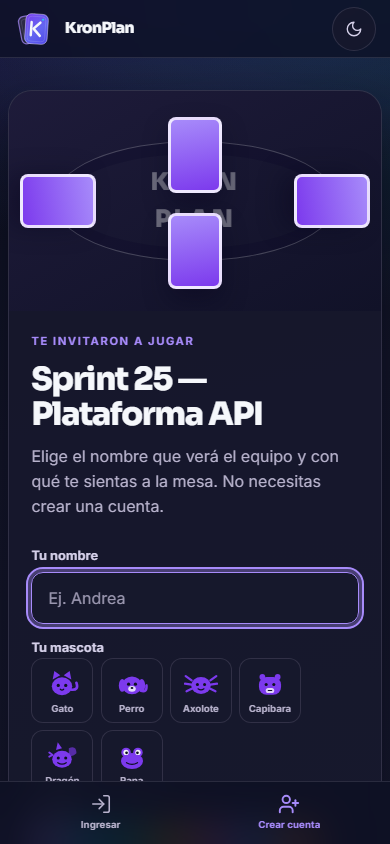 KronPlan
TE INVITARON A JUGAR
Sprint 25 —
Plataforma API
Elige el nombre que verá el equipo y con
qué te sientas a la mesa. No necesitas
crear una cuenta.
Tu nombre
Ej. Andrea
Tu mascota
Gato
Perro
Axolote
Capibara
Dragón
Rana
Ingresar
Crear cuenta